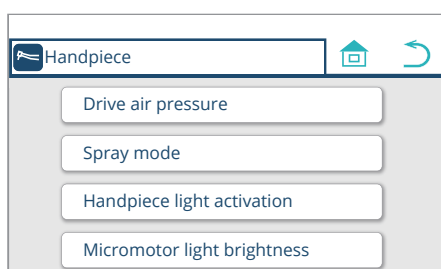 Handpiece
Drive air pressure
Spray mode
Handpiece light activation
Micromotor light brightness